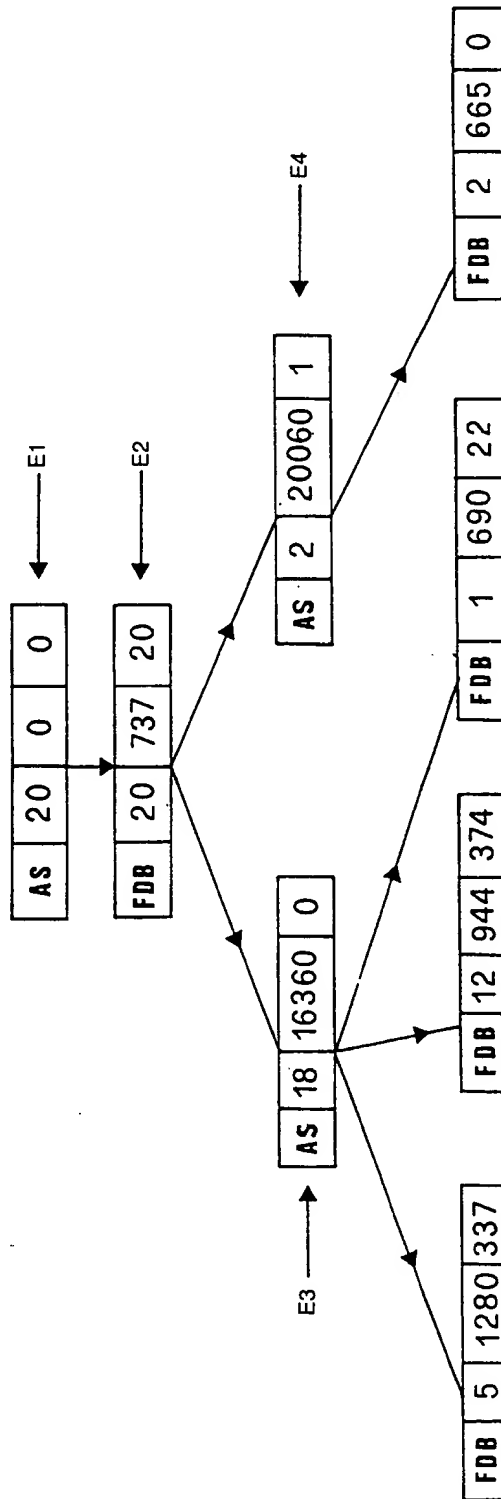 AS 20 0 0 E1
FDB 20 737 20 E2
E3 AS 18 16360 0
AS 2 20060 1 E4
FDB 5 1280 337
FDB 12 944 374
FDB 1 690 22
FDB 2 665 0